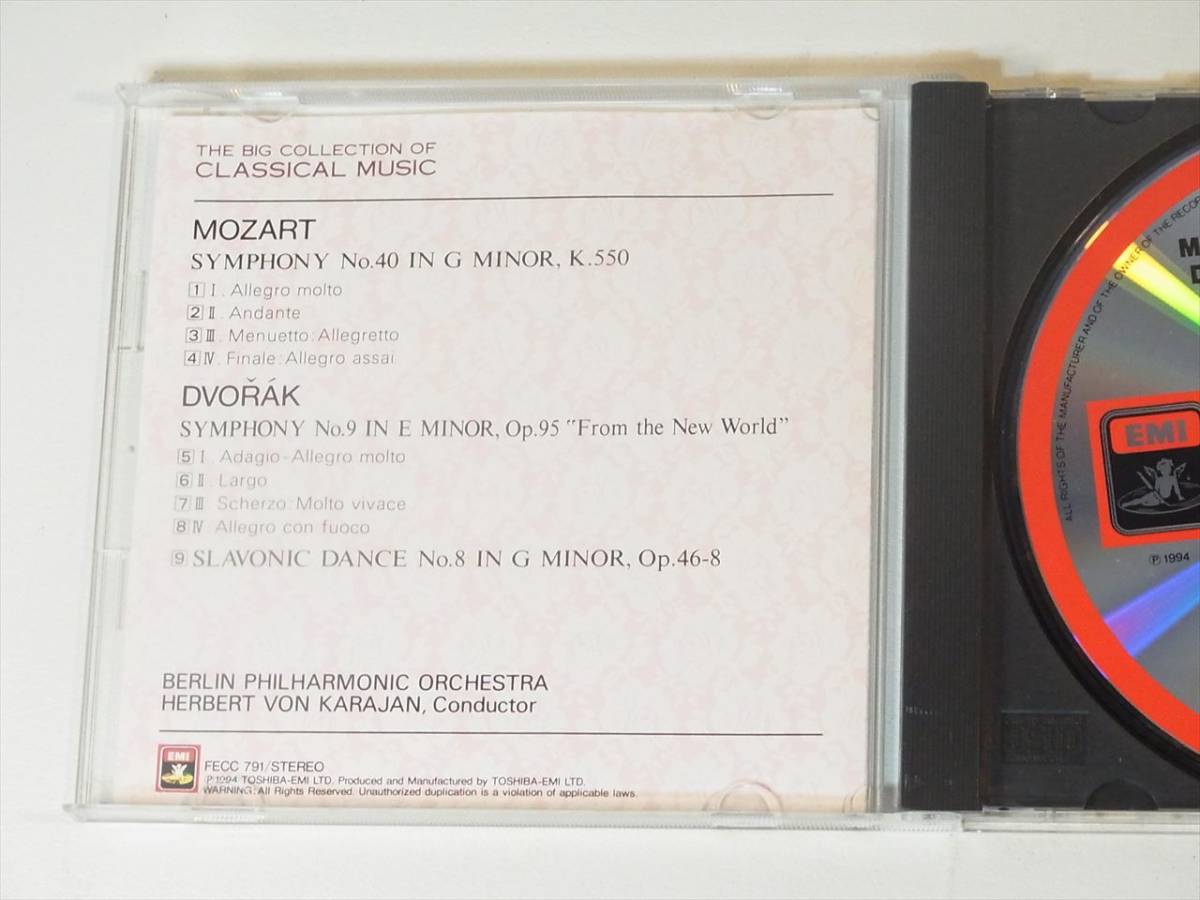 THE BIG COLLECTION OF
CLASSICAL MUSIC
MOZART
SYMPHONY No.40 IN G MINOR, K.550
1 I. Allegro molto
2 II. Andante
3 III. Menuetto: Allegretto
4 IV. Finale: Allegro assai
DVOŘÁK
SYMPHONY No.9 IN E MINOR, Op.95 "From the New World"
5 I. Adagio-Allegro molto
6 II. Largo
7 III. Scherzo: Molto vivace
8 IV. Allegro con fuoco
9 SLAVONIC DANCE No.8 IN G MINOR, Op.46-8
BERLIN PHILHARMONIC ORCHESTRA
HERBERT VON KARAJAN, Conductor
EMI
FECC 791/STEREO
℗1994 TOSHIBA-EMI LTD. Produced and Manufactured by TOSHIBA-EMI LTD.
WARNING: All Rights Reserved. Unauthorized duplication is a violation of applicable laws.
ALL RIGHTS OF THE MANUFACTURER AND OF THE OWNER OF THE RECOR
M
D
EMI
℗1994